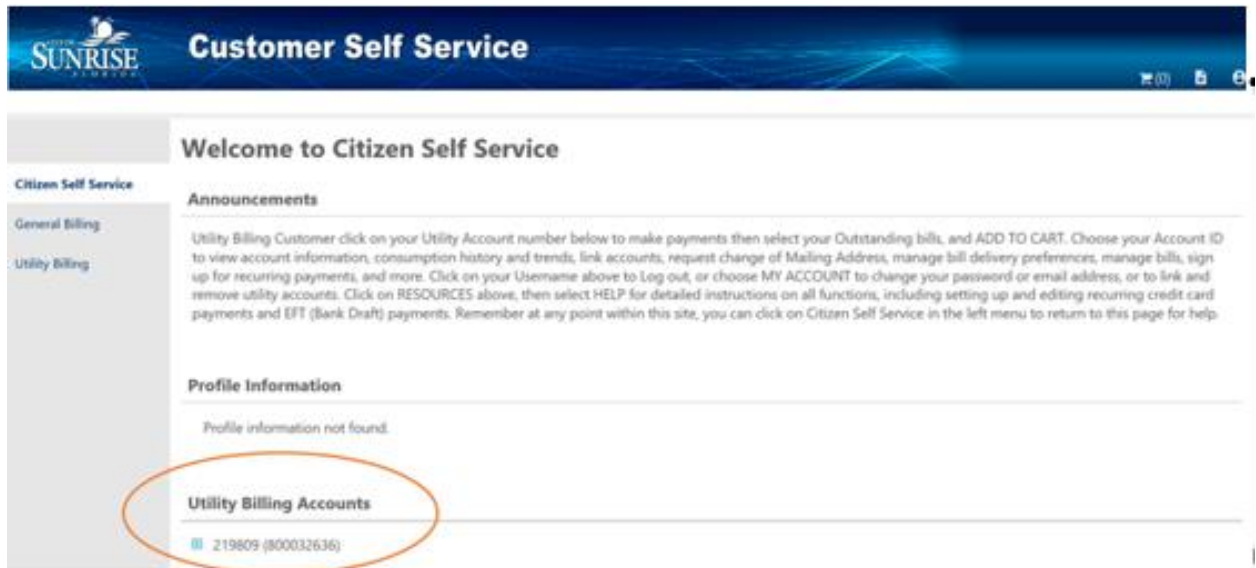 CITY OF
SUNRISE
FLORIDA
Customer Self Service
(0)
Welcome to Citizen Self Service
Citizen Self Service
General Billing
Utility Billing
Announcements
Utility Billing Customer click on your Utility Account number below to make payments then select your Outstanding bills, and ADD TO CART. Choose your Account ID
to view account information, consumption history and trends, link accounts, request change of Mailing Address, manage bill delivery preferences, manage bills, sign
up for recurring payments, and more. Click on your Username above to Log out, or choose MY ACCOUNT to change your password or email address, or to link and
remove utility accounts. Click on RESOURCES above, then select HELP for detailed instructions on all functions, including setting up and editing recurring credit card
payments and EFT (Bank Draft) payments. Remember at any point within this site, you can click on Citizen Self Service in the left menu to return to this page for help.
Profile Information
Profile information not found.
Utility Billing Accounts
219809 (800032636)